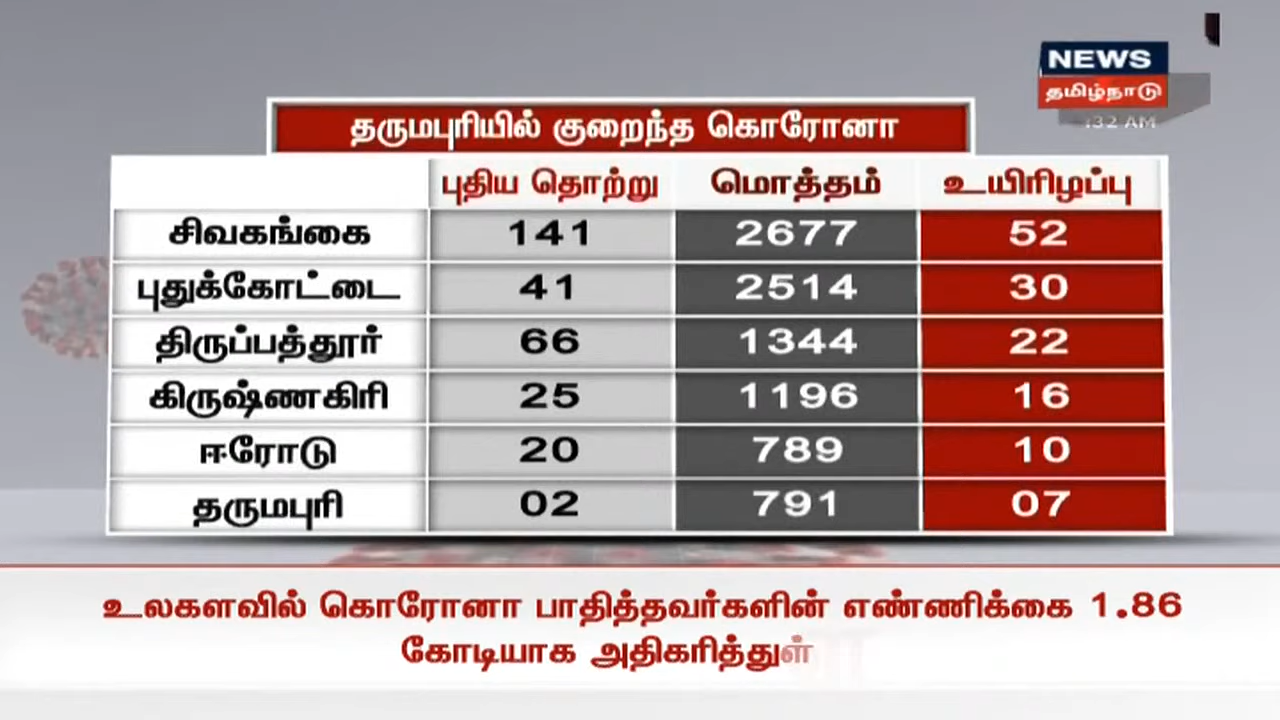 NEWS
தமிழ்நாடு
:32 AM
தருமபுரியில் குறைந்த கொரோனா
புதிய தொற்று மொத்தம் உயிரிழப்பு
சிவகங்கை 141 2677 52
புதுக்கோட்டை 41 2514 30
திருப்பத்தூர் 66 1344 22
கிருஷ்ணகிரி 25 1196 16
ஈரோடு 20 789 10
தருமபுரி 02 791 07
உலகளவில் கொரோனா பாதித்தவர்களின் எண்ணிக்கை 1.86
கோடியாக அதிகரித்துள்